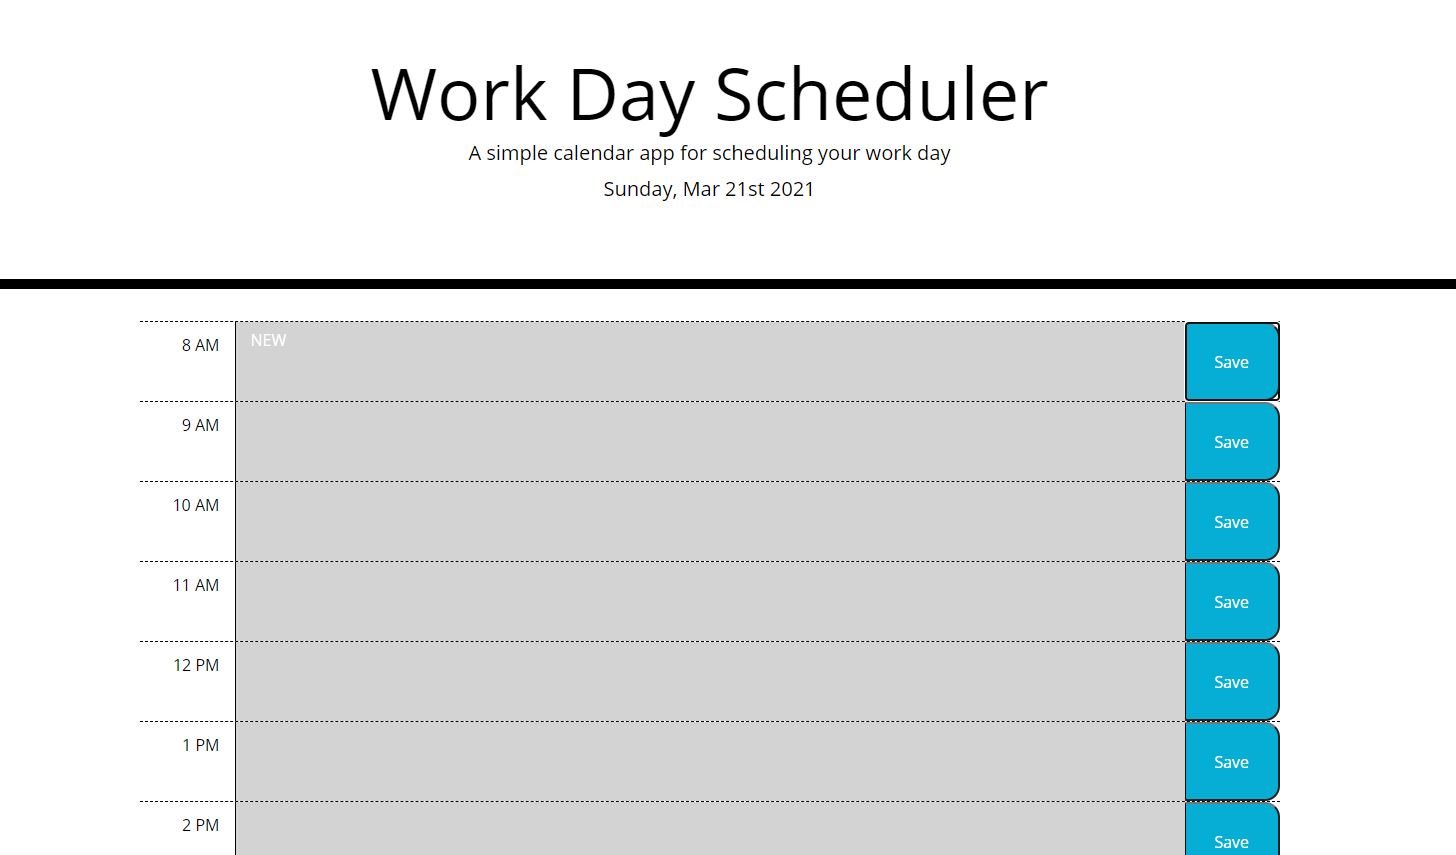 Work Day Scheduler
A simple calendar app for scheduling your work day
Sunday, Mar 21st 2021
8 AM
NEW
Save
9 AM
Save
10 AM
Save
11 AM
Save
12 PM
Save
1 PM
Save
2 PM
Save